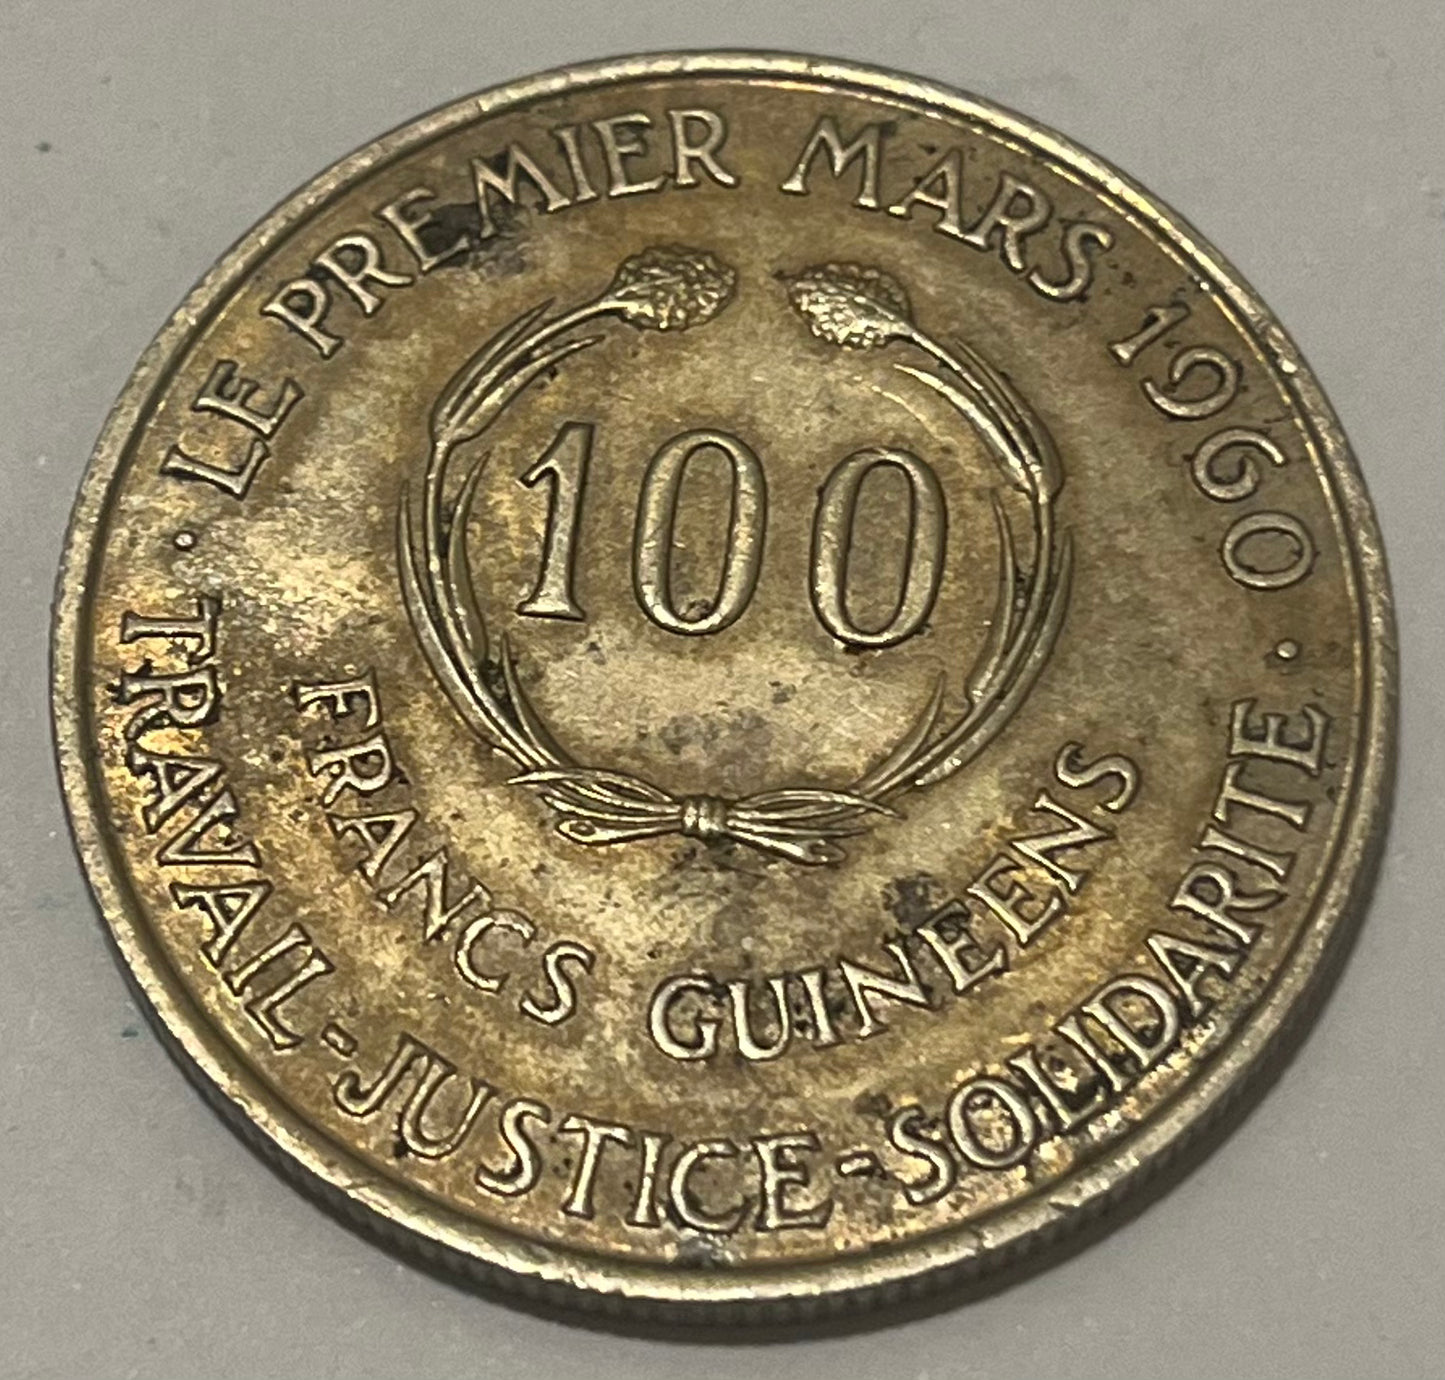 · LE PREMIER MARS 1960 ·
100
FRANCS GUINEENS
TRAVAIL - JUSTICE - SOLIDARITE